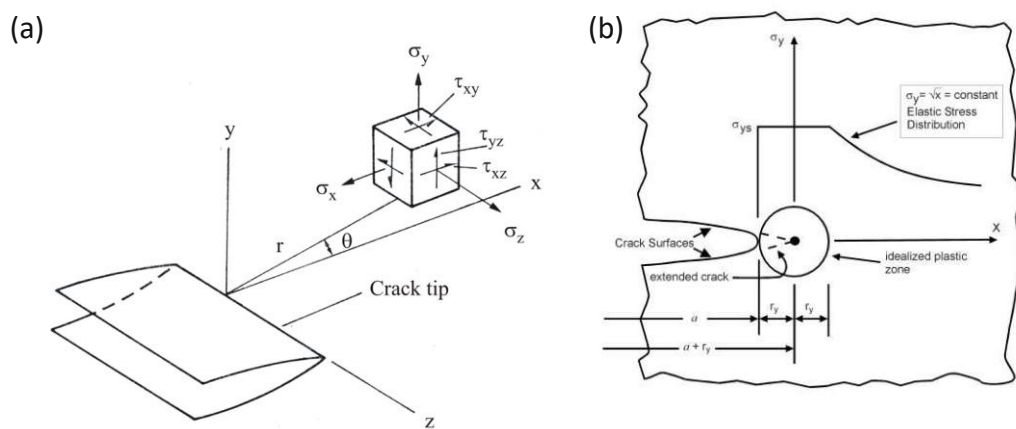 (a)
σy
τxy
y
τyz
τxz
x
σx
σz
r
θ
Crack tip
z
(b)
σy
σy = √x = constant
Elastic Stress
Distribution
σys
X
Crack Surfaces
idealized plastic
zone
extended crack
a
ry
ry
a + ry